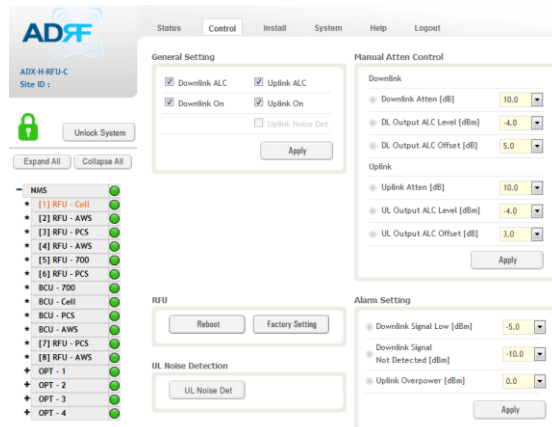 ADRF
ADX-H-RFU-C
Site ID :
Unlock System
Expand All
Collapse All
NMS
[1] RFU - Cell
[2] RFU - AWS
[3] RFU - PCS
[4] RFU - AWS
[5] RFU - 700
[6] RFU - PCS
BCU - 700
BCU - Cell
BCU - PCS
BCU - AWS
[7] RFU - PCS
[8] RFU - AWS
OPT - 1
OPT - 2
OPT - 3
OPT - 4
Status Control Install System Help Logout
General Setting
Downlink ALC
Uplink ALC
Downlink On
Uplink On
Uplink Noise Det
Apply
Manual Atten Control
Downlink
Downlink Atten [dB] 10.0
DL Output ALC Level [dBm] -4.0
DL Output ALC Offset [dB] 5.0
Uplink
Uplink Atten [dB] 10.0
UL Output ALC Level [dBm] -4.0
UL Output ALC Offset [dB] 3.0
Apply
RFU
Reboot
Factory Setting
UL Noise Detection
UL Noise Det
Alarm Setting
Downlink Signal Low [dBm] -5.0
Downlink Signal
Not Detected [dBm] -10.0
Uplink Overpower [dBm] 0.0
Apply